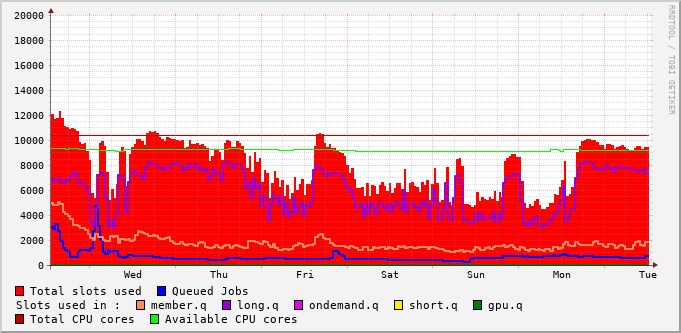 RRDTOOL / TOBI OETIKER
20000
18000
16000
14000
12000
10000
8000
6000
4000
2000
0
Wed Thu Fri Sat Sun Mon Tue
Total slots used Queued Jobs
Slots used in : member.q long.q ondemand.q short.q gpu.q
Total CPU cores Available CPU cores